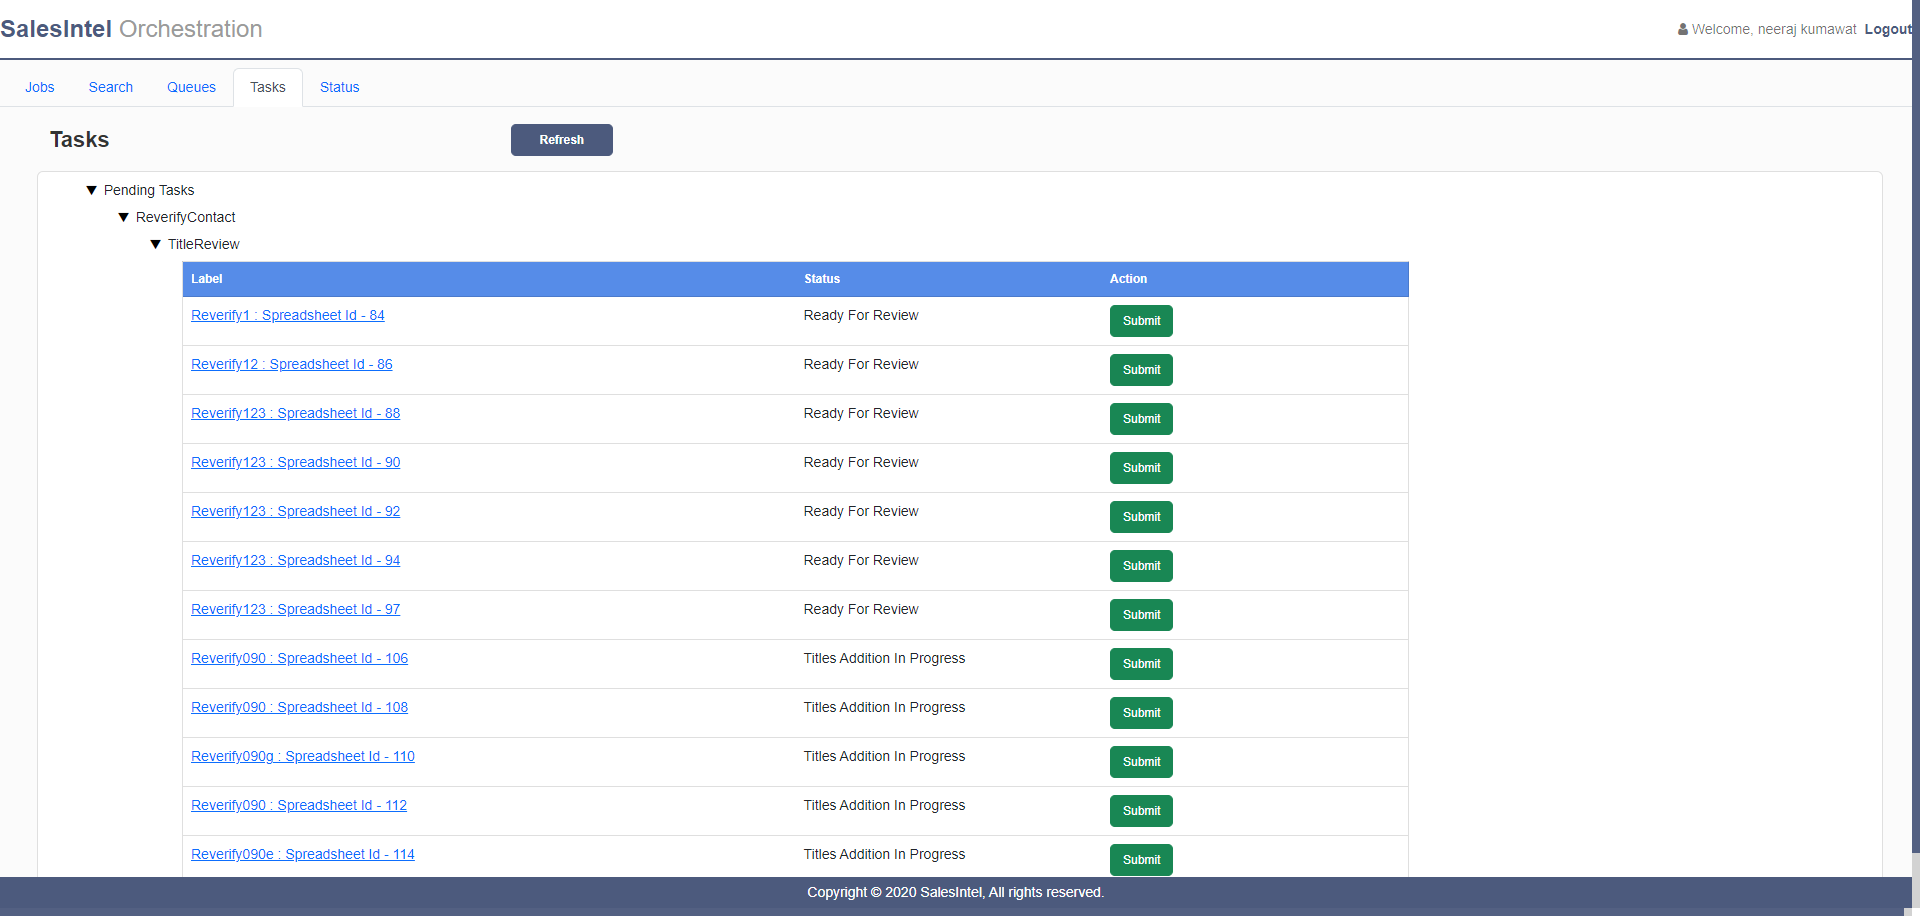 SalesIntel Orchestration
Welcome, neeraj kumawat Logout
Jobs Search Queues Tasks Status
Tasks Refresh
Pending Tasks
ReverifyContact
TitleReview
Label Status Action
Reverify1 : Spreadsheet Id - 84 Ready For Review Submit
Reverify12 : Spreadsheet Id - 86 Ready For Review Submit
Reverify123 : Spreadsheet Id - 88 Ready For Review Submit
Reverify123 : Spreadsheet Id - 90 Ready For Review Submit
Reverify123 : Spreadsheet Id - 92 Ready For Review Submit
Reverify123 : Spreadsheet Id - 94 Ready For Review Submit
Reverify123 : Spreadsheet Id - 97 Ready For Review Submit
Reverify090 : Spreadsheet Id - 106 Titles Addition In Progress Submit
Reverify090 : Spreadsheet Id - 108 Titles Addition In Progress Submit
Reverify090g : Spreadsheet Id - 110 Titles Addition In Progress Submit
Reverify090 : Spreadsheet Id - 112 Titles Addition In Progress Submit
Reverify090e : Spreadsheet Id - 114 Titles Addition In Progress Submit
Copyright © 2020 SalesIntel, All rights reserved.